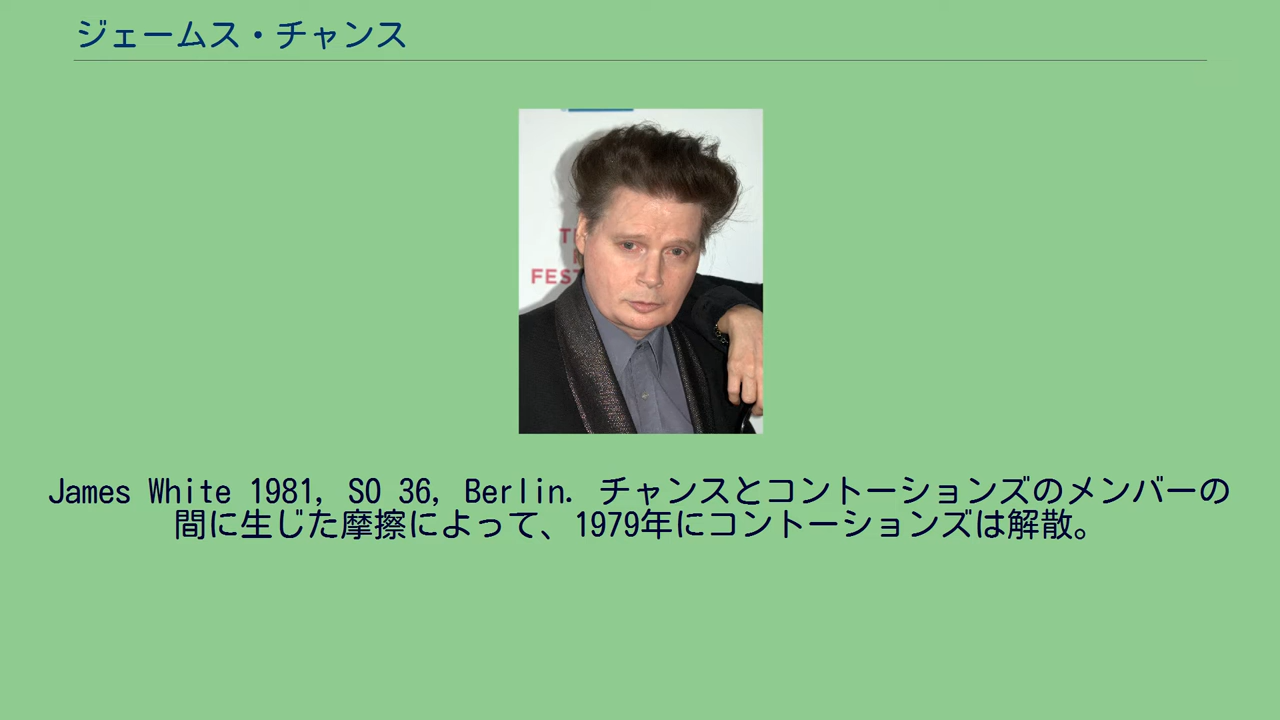 ジェームス・チャンス
T
F
FEST
James White 1981, SO 36, Berlin. チャンスとコントーションズのメンバーの
間に生じた摩擦によって、1979年にコントーションズは解散。